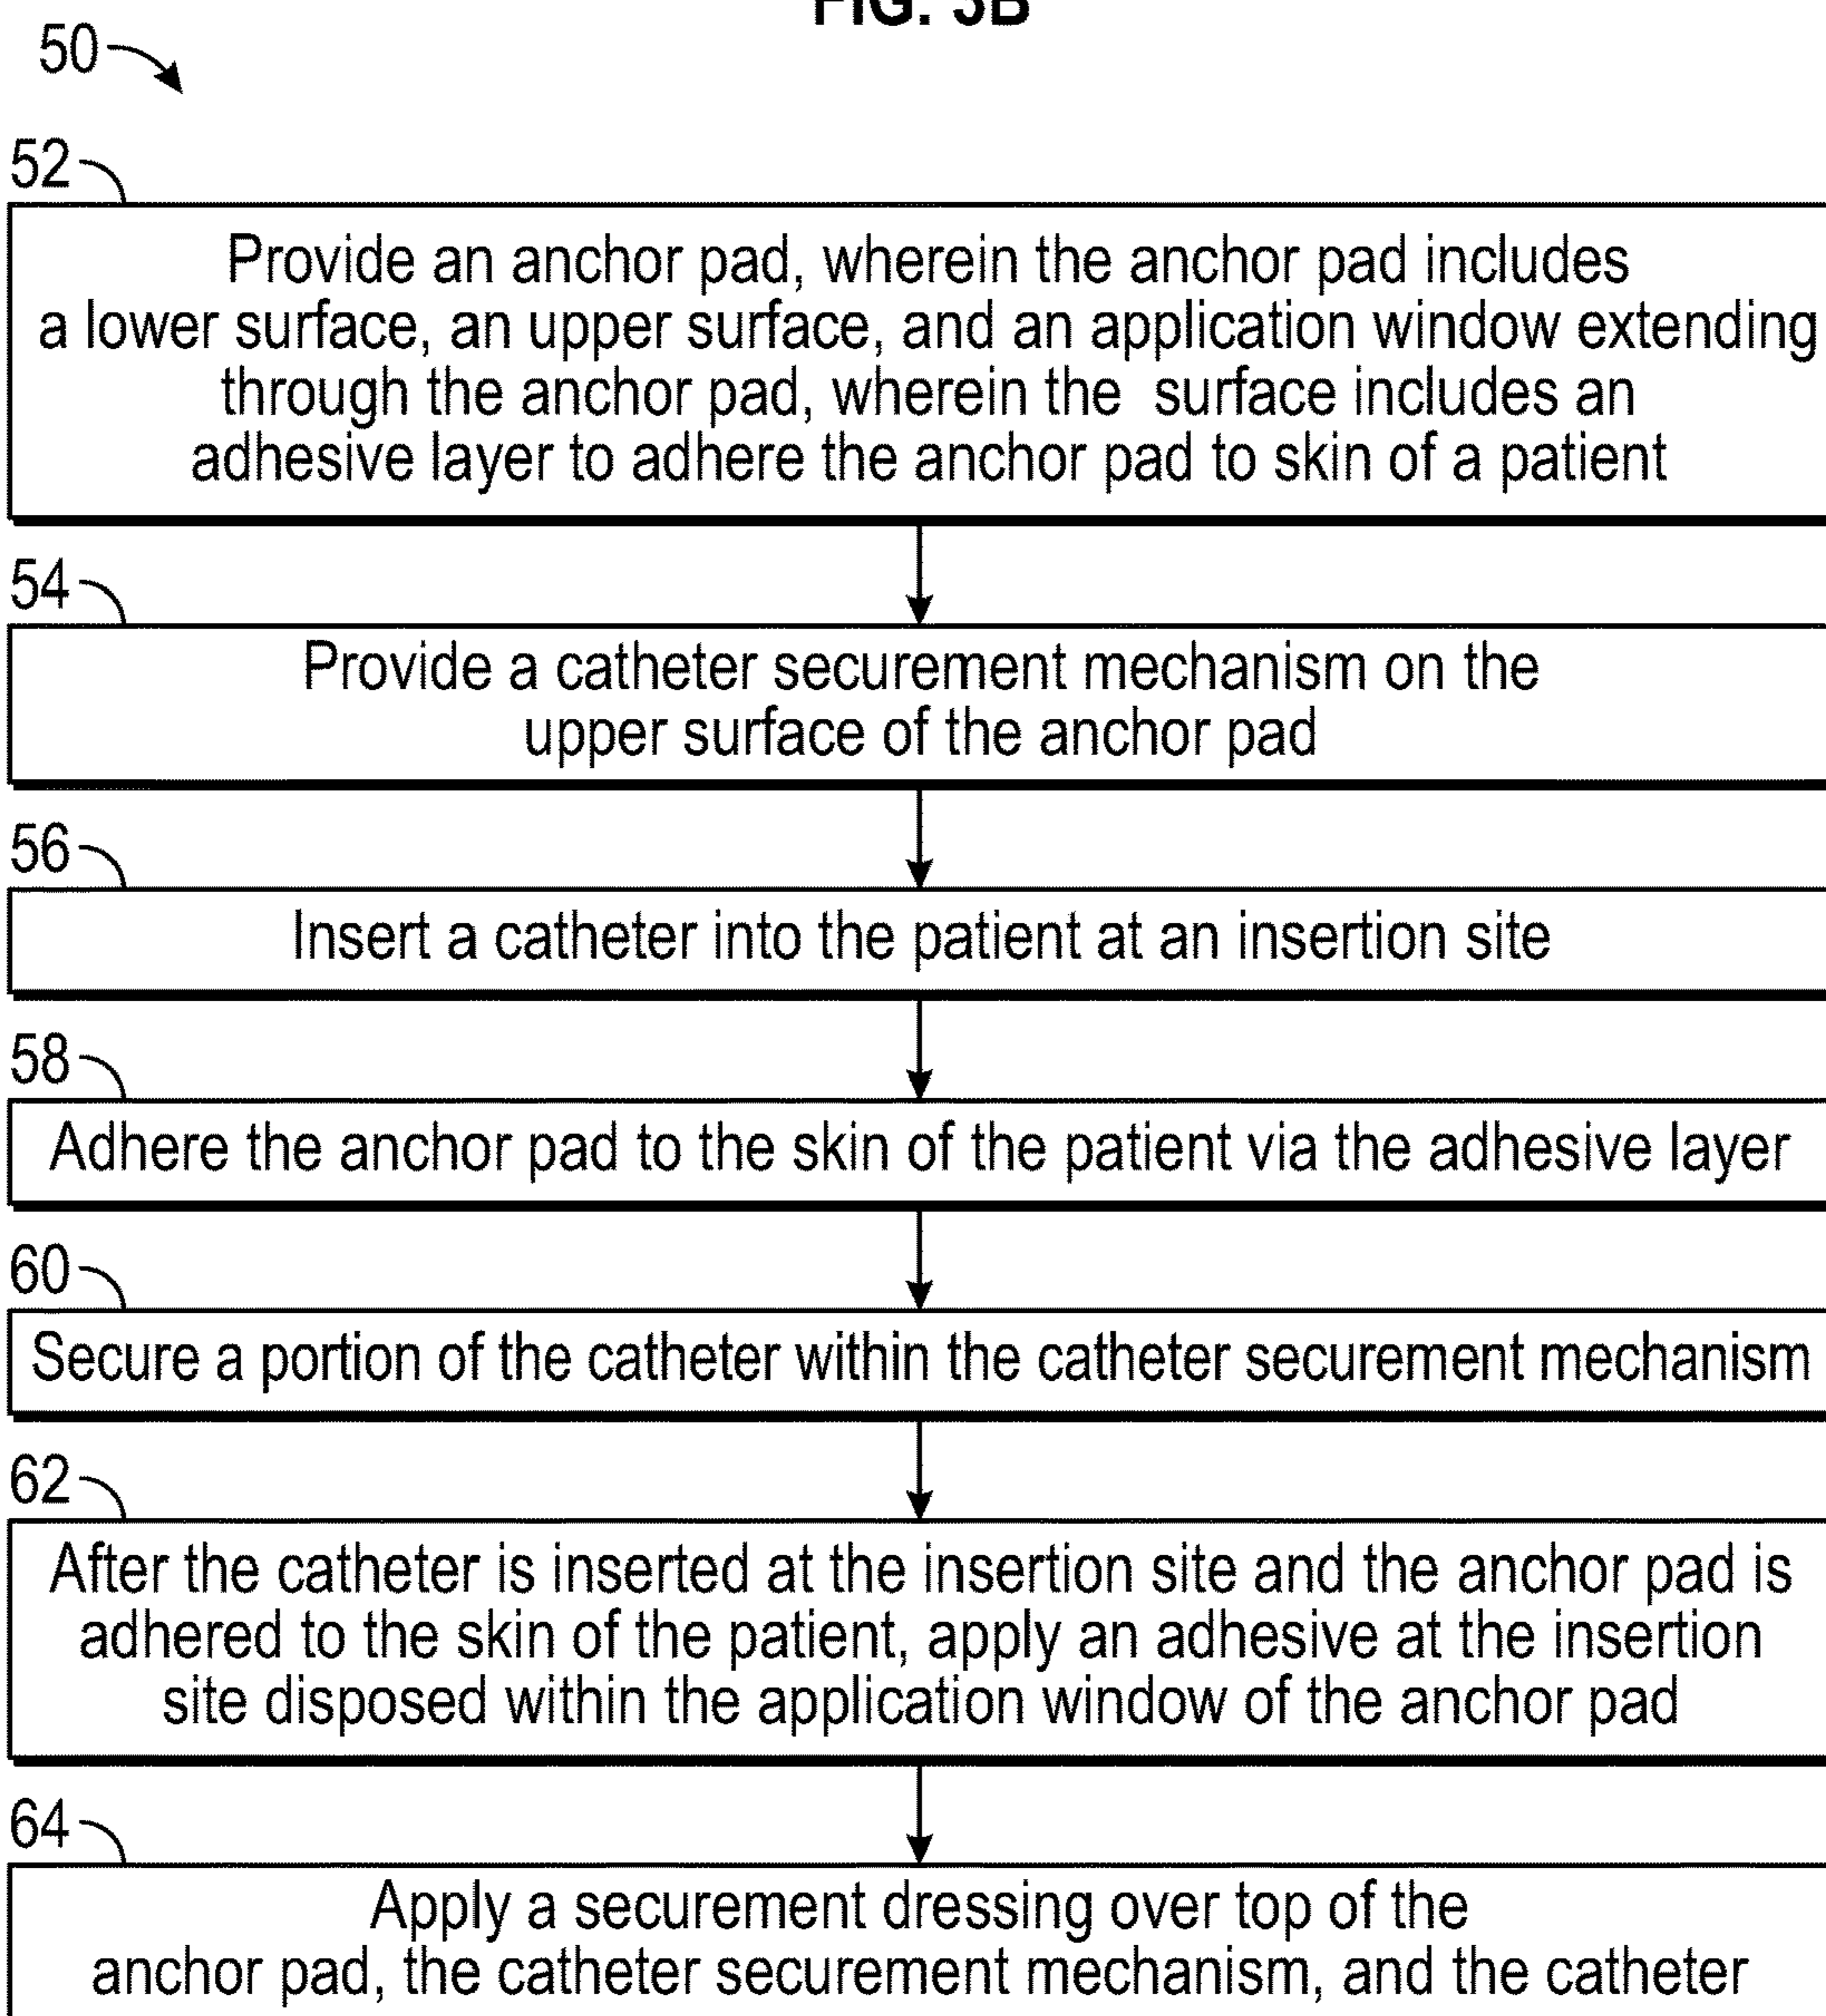 FIG. 3B
50
52
Provide an anchor pad, wherein the anchor pad includes
a lower surface, an upper surface, and an application window extending
through the anchor pad, wherein the surface includes an
adhesive layer to adhere the anchor pad to skin of a patient
54
Provide a catheter securement mechanism on the
upper surface of the anchor pad
56
Insert a catheter into the patient at an insertion site
58
Adhere the anchor pad to the skin of the patient via the adhesive layer
60
Secure a portion of the catheter within the catheter securement mechanism
62
After the catheter is inserted at the insertion site and the anchor pad is
adhered to the skin of the patient, apply an adhesive at the insertion
site disposed within the application window of the anchor pad
64
Apply a securement dressing over top of the
anchor pad, the catheter securement mechanism, and the catheter